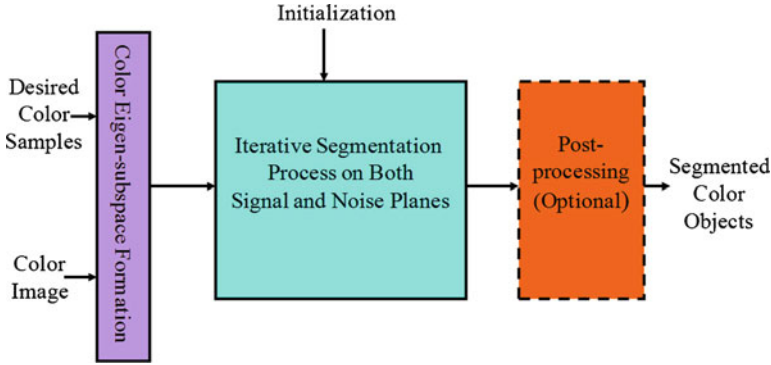 Initialization
Desired
Color
Samples
Color
Image
Color Eigen-subspace Formation
Iterative Segmentation
Process on Both
Signal and Noise Planes
Post-
processing
(Optional)
Segmented
Color
Objects